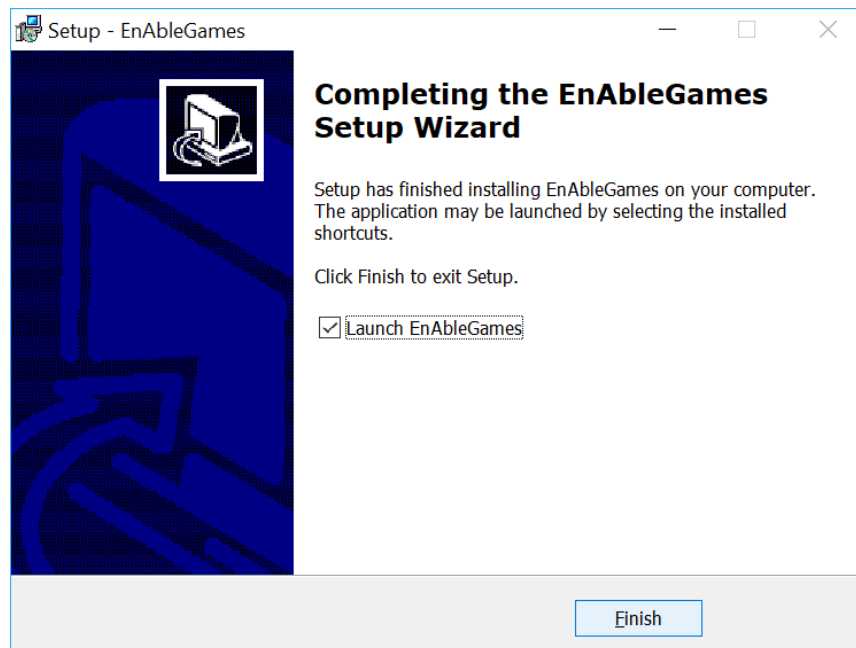 Setup - EnAbleGames
Completing the EnAbleGames
Setup Wizard
Setup has finished installing EnAbleGames on your computer.
The application may be launched by selecting the installed
shortcuts.
Click Finish to exit Setup.
Launch EnAbleGames
Finish